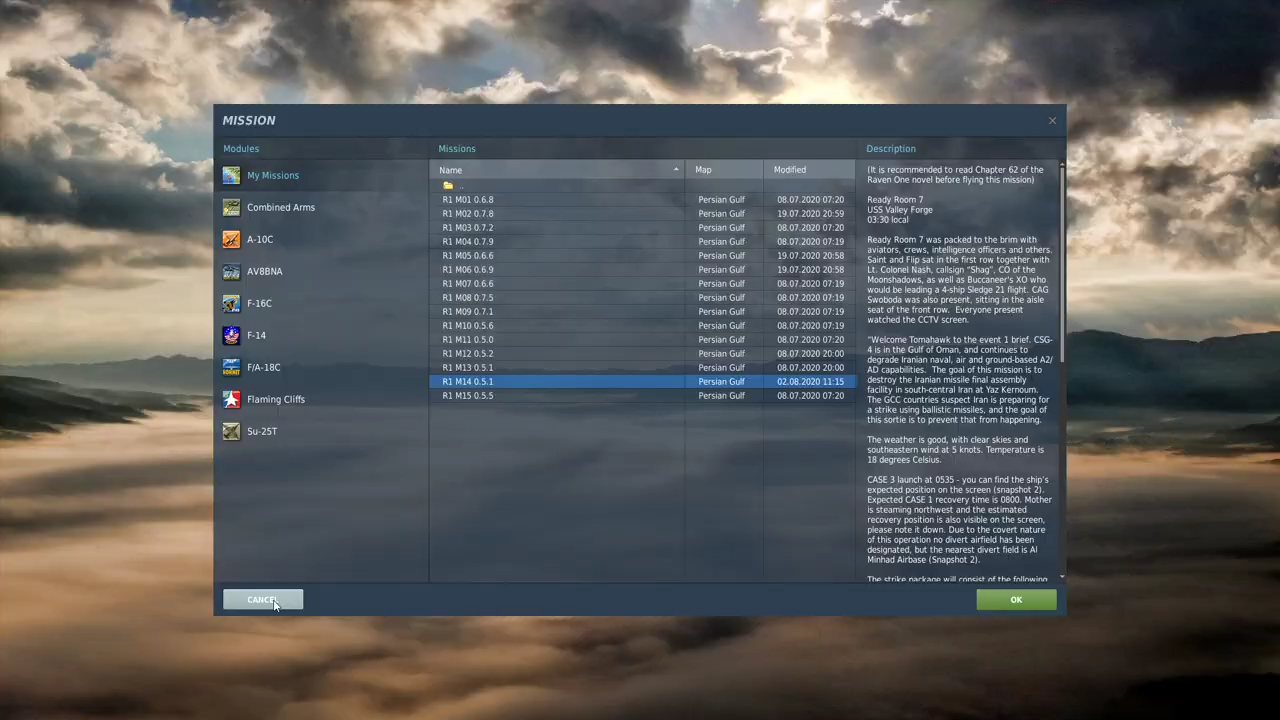 MISSION
Modules
Missions
Description
My Missions
Combined Arms
A-10C
AV8BNA
F-16C
F-14
F/A-18C
Flaming Cliffs
Su-25T
Name Map Modified
..
R1 M01 0.6.8 Persian Gulf 08.07.2020 07:20
R1 M02 0.7.8 Persian Gulf 19.07.2020 20:59
R1 M03 0.7.2 Persian Gulf 08.07.2020 07:20
R1 M04 0.7.9 Persian Gulf 08.07.2020 07:19
R1 M05 0.6.6 Persian Gulf 19.07.2020 20:58
R1 M06 0.6.9 Persian Gulf 19.07.2020 20:58
R1 M07 0.6.6 Persian Gulf 08.07.2020 07:19
R1 M08 0.7.5 Persian Gulf 08.07.2020 07:19
R1 M09 0.7.1 Persian Gulf 08.07.2020 07:19
R1 M10 0.5.6 Persian Gulf 08.07.2020 07:19
R1 M11 0.5.0 Persian Gulf 08.07.2020 07:20
R1 M12 0.5.2 Persian Gulf 08.07.2020 20:00
R1 M13 0.5.1 Persian Gulf 08.07.2020 20:00
R1 M14 0.5.1 Persian Gulf 02.08.2020 11:15
R1 M15 0.5.5 Persian Gulf 08.07.2020 07:20
(It is recommended to read Chapter 62 of the
Raven One novel before flying this mission)
Ready Room 7
USS Valley Forge
03:30 local
Ready Room 7 was packed to the brim with
aviators, crews, intelligence officers and others.
Saint and Flip sat in the first row together with
Lt. Colonel Nash, callsign "Shag", CO of the
Moonshadows, as well as Buccaneer's XO who
would be leading a 4-ship Sledge 21 flight. CAG
Swoboda was also present, sitting in the aisle
seat of the front row. Everyone present
watched the CCTV screen.
"Welcome Tomahawk to the event 1 brief. CSG-
4 is in the Gulf of Oman, and continues to
degrade Iranian naval, air and ground-based A2/
AD capabilities. The goal of this mission is to
destroy the Iranian missile final assembly
facility in south-central Iran at Yaz Kernoum.
The GCC countries suspect Iran is preparing for
a strike using ballistic missiles, and the goal of
this sortie is to prevent that from happening.
The weather is good, with clear skies and
southeastern wind at 5 knots. Temperature is
18 degrees Celsius.
CASE 3 launch at 0535 - you can find the ship's
expected position on the screen (snapshot 2).
Expected CASE 1 recovery time is 0800. Mother
is steaming northwest and the estimated
recovery position is also visible on the screen,
please note it down. Due to the covert nature
of this operation no divert airfield has been
designated, but the nearest divert field is Al
Minhad Airbase (Snapshot 2).
The strike package will consist of the following
CANCEL
OK